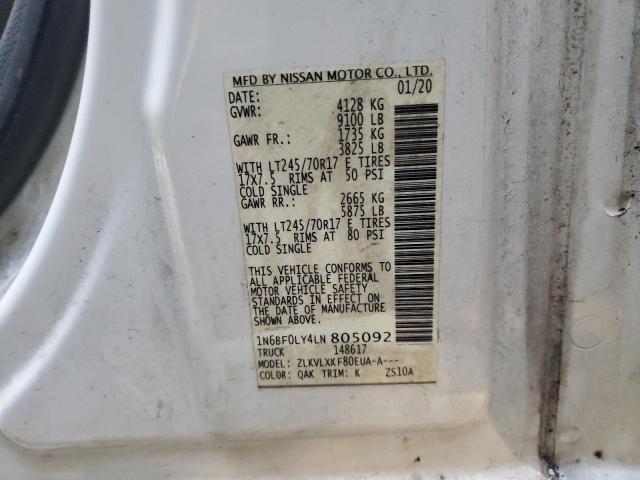 MFD BY NISSAN MOTOR CO., LTD.
DATE: 01/20
GVWR: 4128 KG
9100 LB
GAWR FR.: 1735 KG
3825 LB
WITH LT245/70R17 E TIRES
17X7.5 RIMS AT 50 PSI
COLD SINGLE
GAWR RR.: 2665 KG
5875 LB
WITH LT245/70R17 E TIRES
17X7.5 RIMS AT 80 PSI
COLD SINGLE
THIS VEHICLE CONFORMS TO
ALL APPLICABLE FEDERAL
MOTOR VEHICLE SAFETY
STANDARDS IN EFFECT ON
THE DATE OF MANUFACTURE
SHOWN ABOVE.
1N6BF0LY4LN 805092
TRUCK 148617
MODEL: ZLKVLXKF80EUA-A---
COLOR: QAK TRIM: K ZS10A